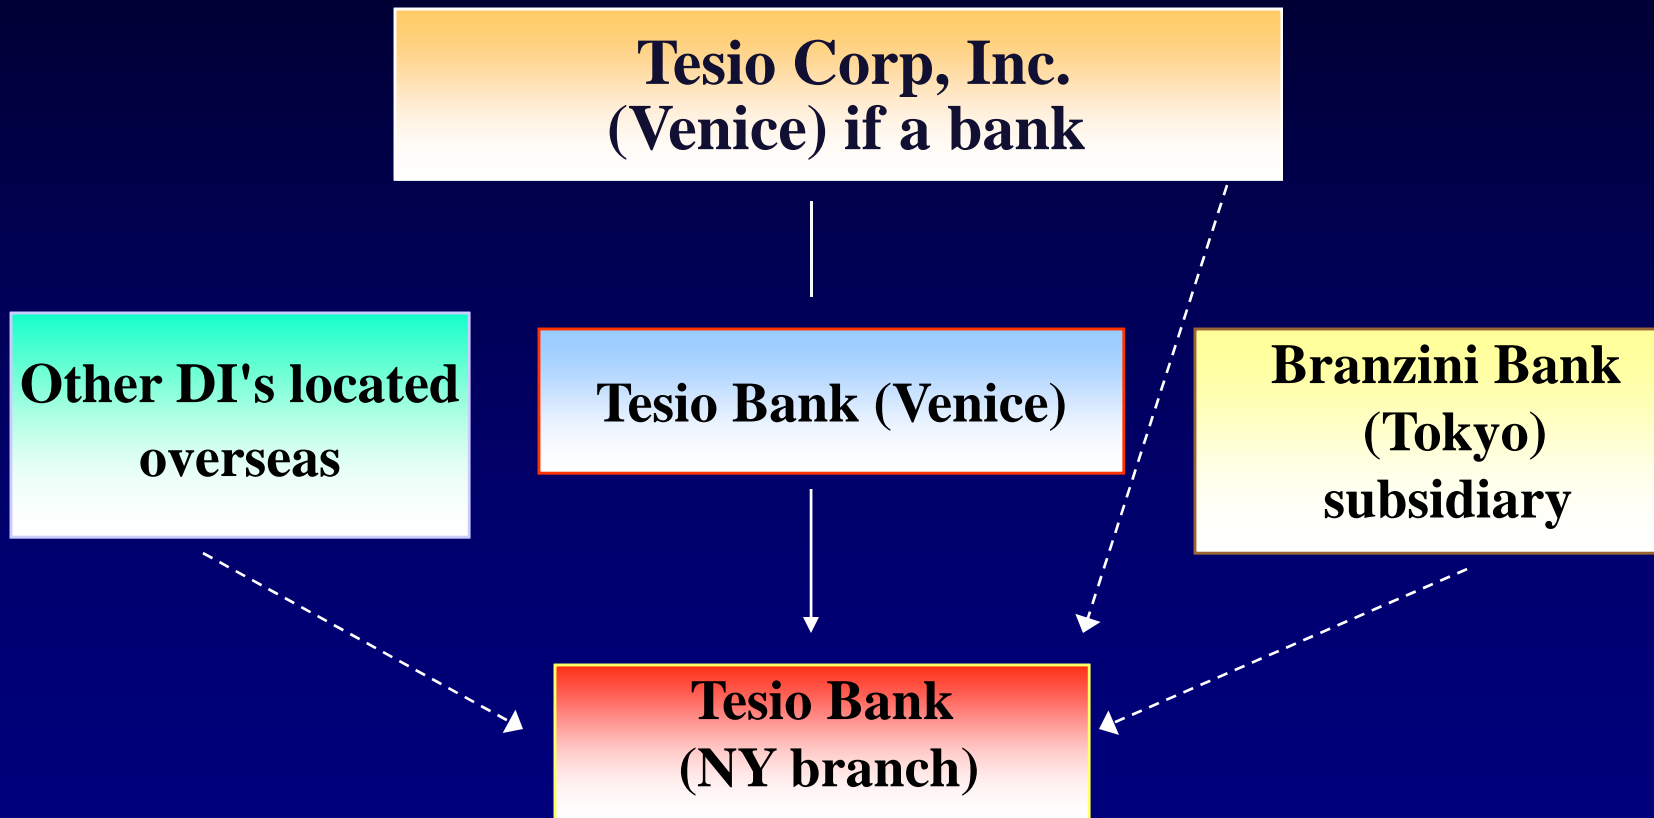 Tesio Corp, Inc.
(Venice) if a bank
Other DI's located
overseas
Tesio Bank (Venice)
Branzini Bank
(Tokyo)
subsidiary
Tesio Bank
(NY branch)